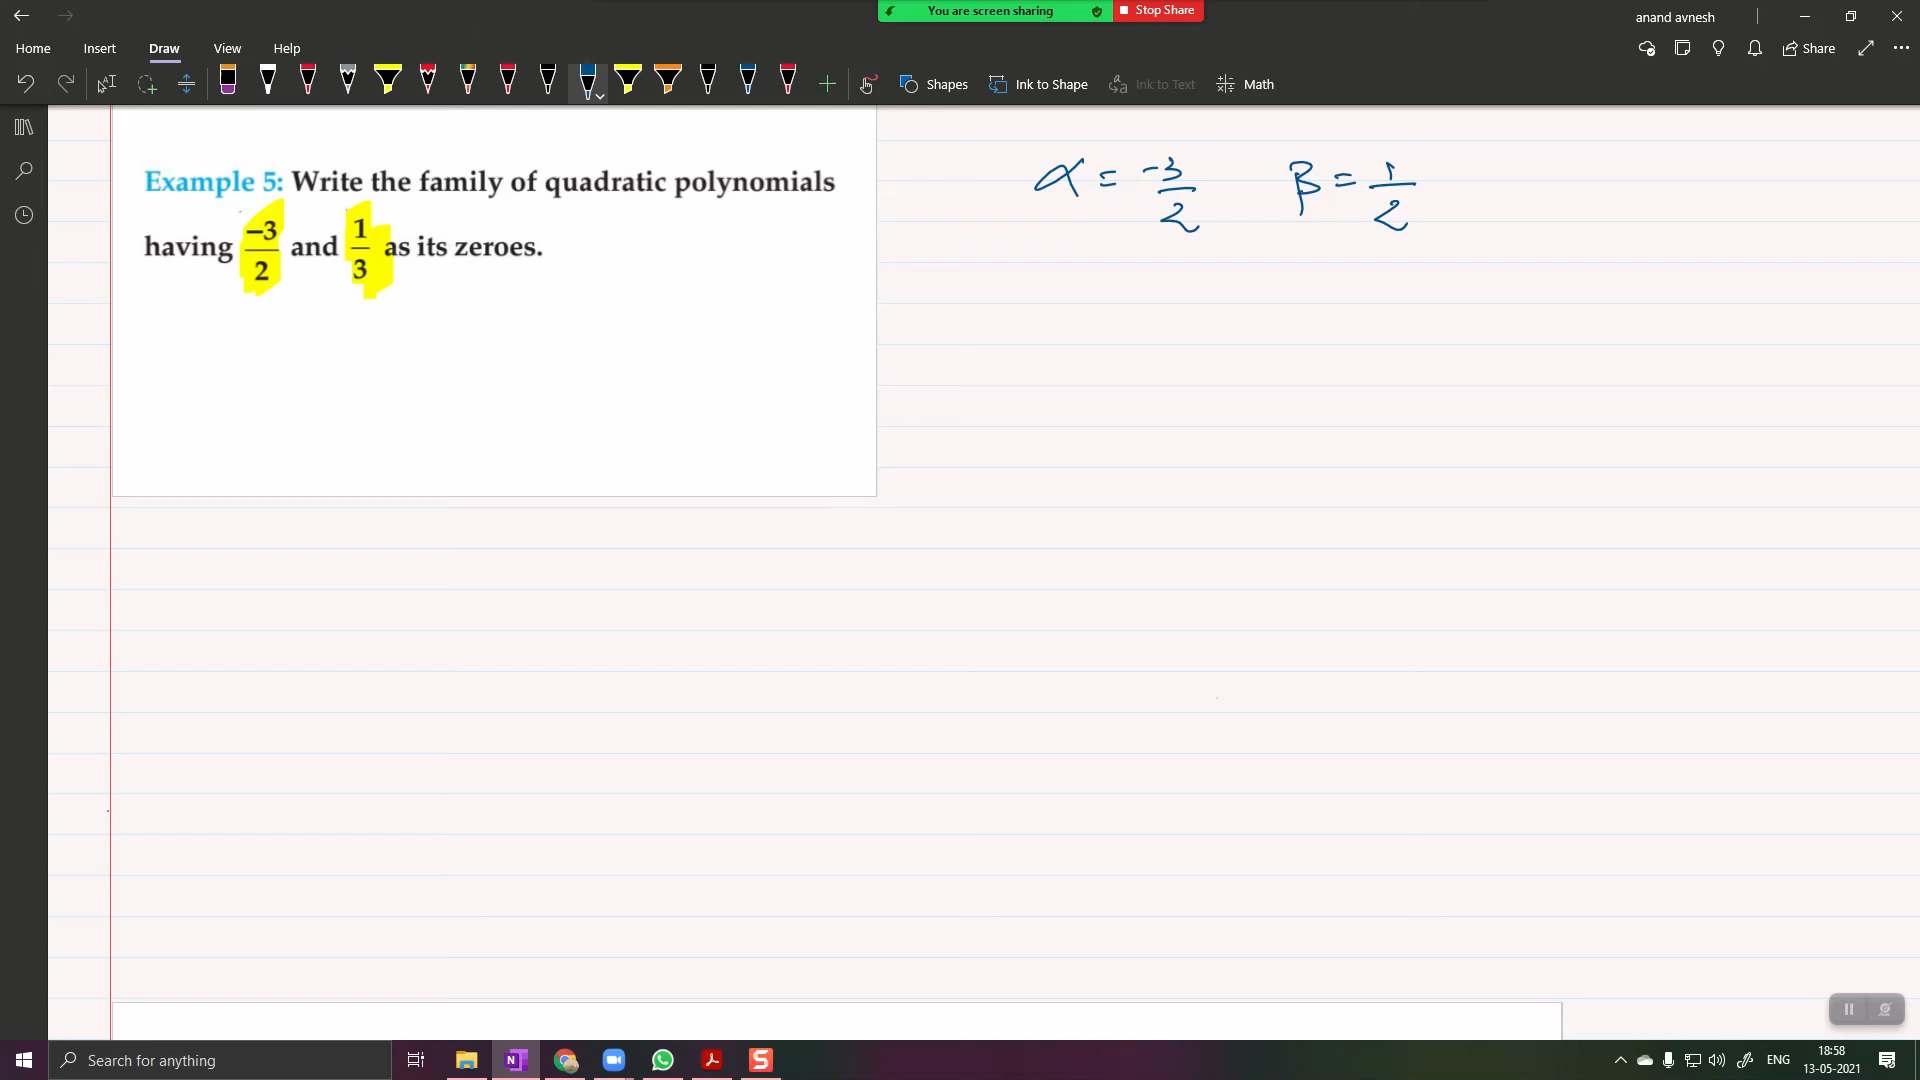 You are screen sharing Stop Share
anand avnesh
Home Insert Draw View Help
Share
Shapes Ink to Shape Ink to Text Math
Example 5: Write the family of quadratic polynomials
having -3/2 and 1/3 as its zeroes.
α = -3/2 β = 1/2
Search for anything
ENG
18:58
13-05-2021